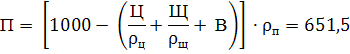 П = [1000 − (Ц/ρц + Щ/ρщ + В)] · ρп = 651,5